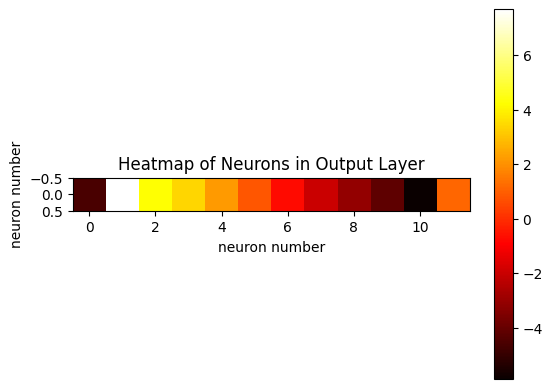 Heatmap of Neurons in Output Layer
neuron number
−0.5
0.0
0.5
0 2 4 6 8 10
neuron number
6
4
2
0
−2
−4